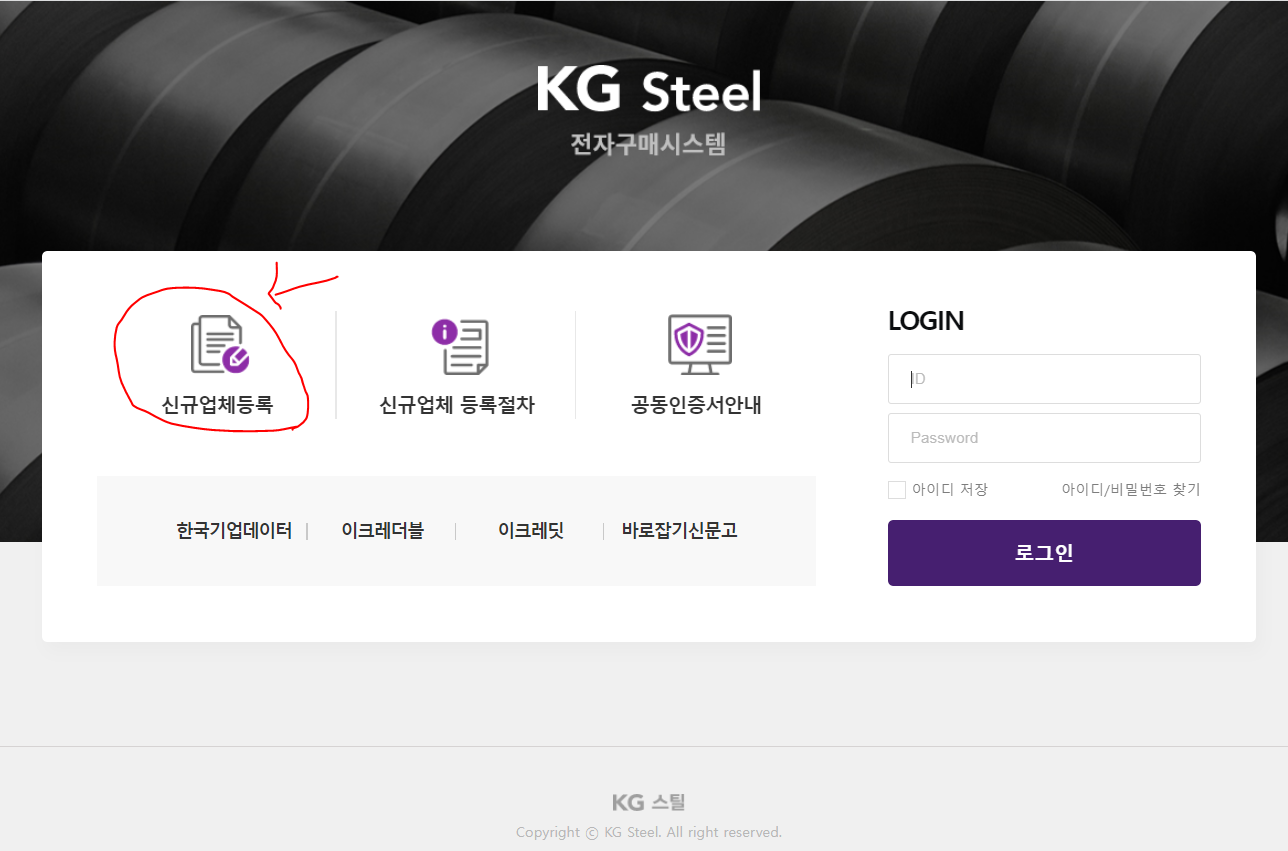 KG Steel
전자구매시스템
신규업체등록
신규업체 등록절차
공동인증서안내
한국기업데이터 | 이크레더블 | 이크레딧 | 바로잡기신문고
LOGIN
ID
Password
아이디 저장
아이디/비밀번호 찾기
로그인
KG 스틸
Copyright ⓒ KG Steel. All right reserved.